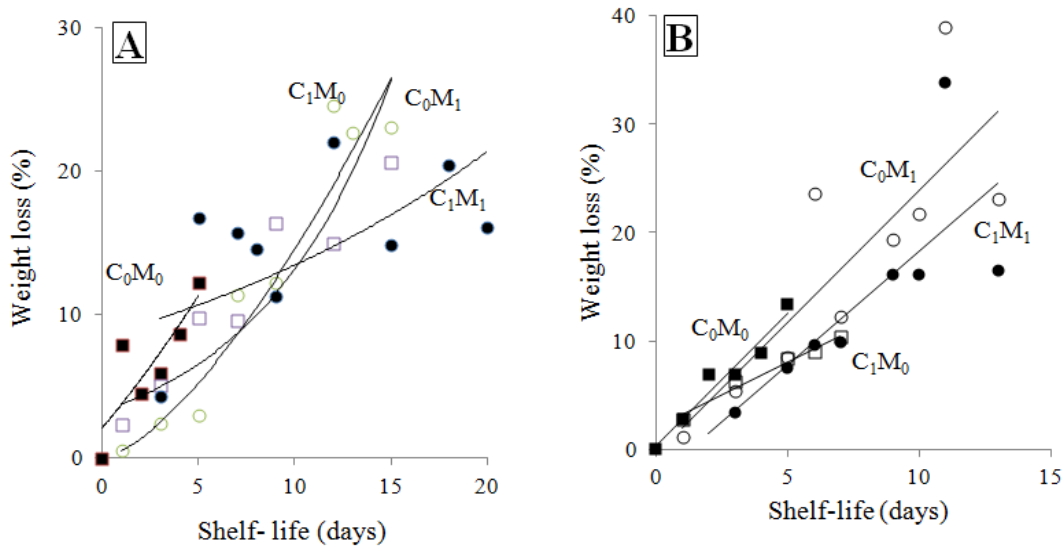 A
30
20
10
0
0
5
10
15
20
Weight loss (%)
Shelf- life (days)
C₀M₀
C₁M₀
C₀M₁
C₁M₁
B
40
30
20
10
0
0
5
10
15
Weight loss (%)
Shelf-life (days)
C₀M₁
C₁M₁
C₀M₀
C₁M₀